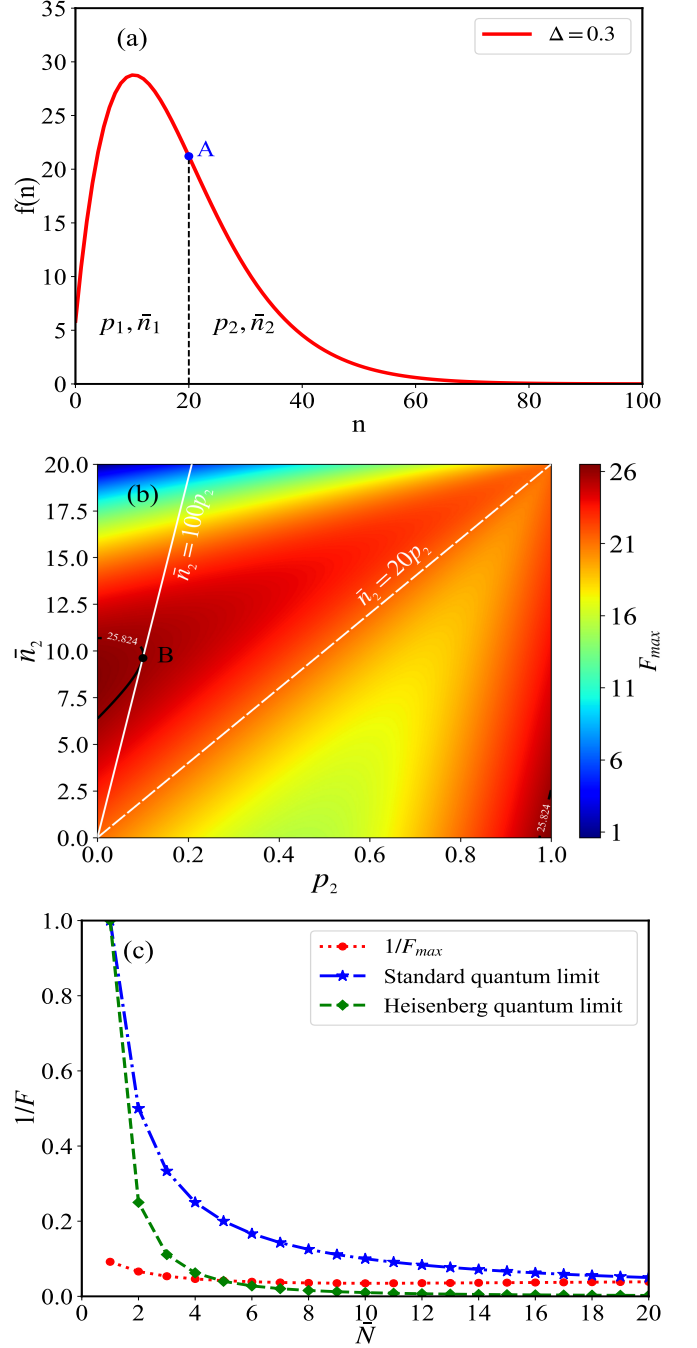 35
30
25
20
15
10
5
0
f(n)
(a)
Δ = 0.3
A
p₁, n̄₁
p₂, n̄₂
0 20 40 60 80 100
n
20.0
17.5
15.0
12.5
10.0
7.5
5.0
2.5
0.0
n̄₂
(b)
n̄₂ = 100p₂
n̄₂ = 20p₂
25.824
B
25.824
0.0 0.2 0.4 0.6 0.8 1.0
p₂
26
21
16
11
6
1
F_max
1.0
0.8
0.6
0.4
0.2
0.0
1/F
(c)
1/F_max
Standard quantum limit
Heisenberg quantum limit
0 2 4 6 8 10 12 14 16 18 20
N̄